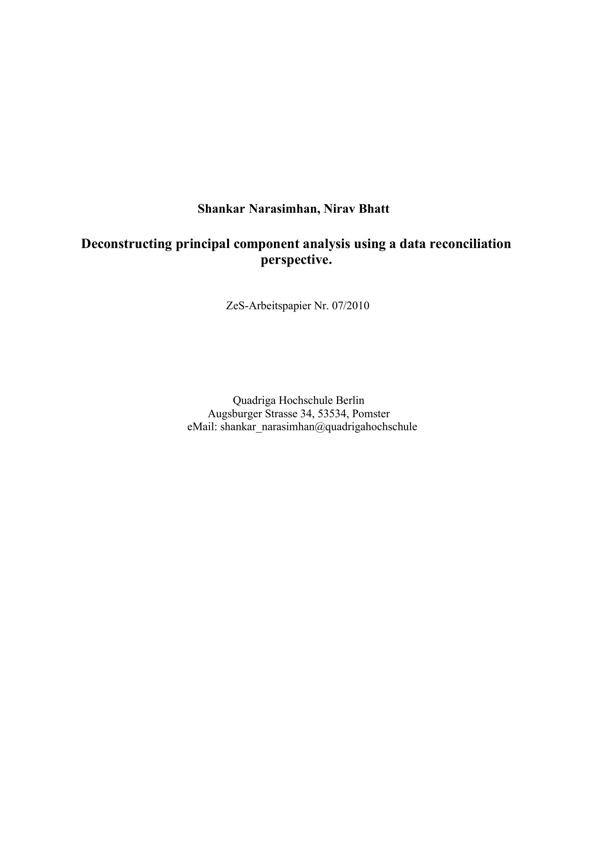 Shankar Narasimhan, Nirav Bhatt
Deconstructing principal component analysis using a data reconciliation
perspective.
ZeS-Arbeitspapier Nr. 07/2010
Quadriga Hochschule Berlin
Augsburger Strasse 34, 53534, Pomster
eMail: shankar_narasimhan@quadrigahochschule